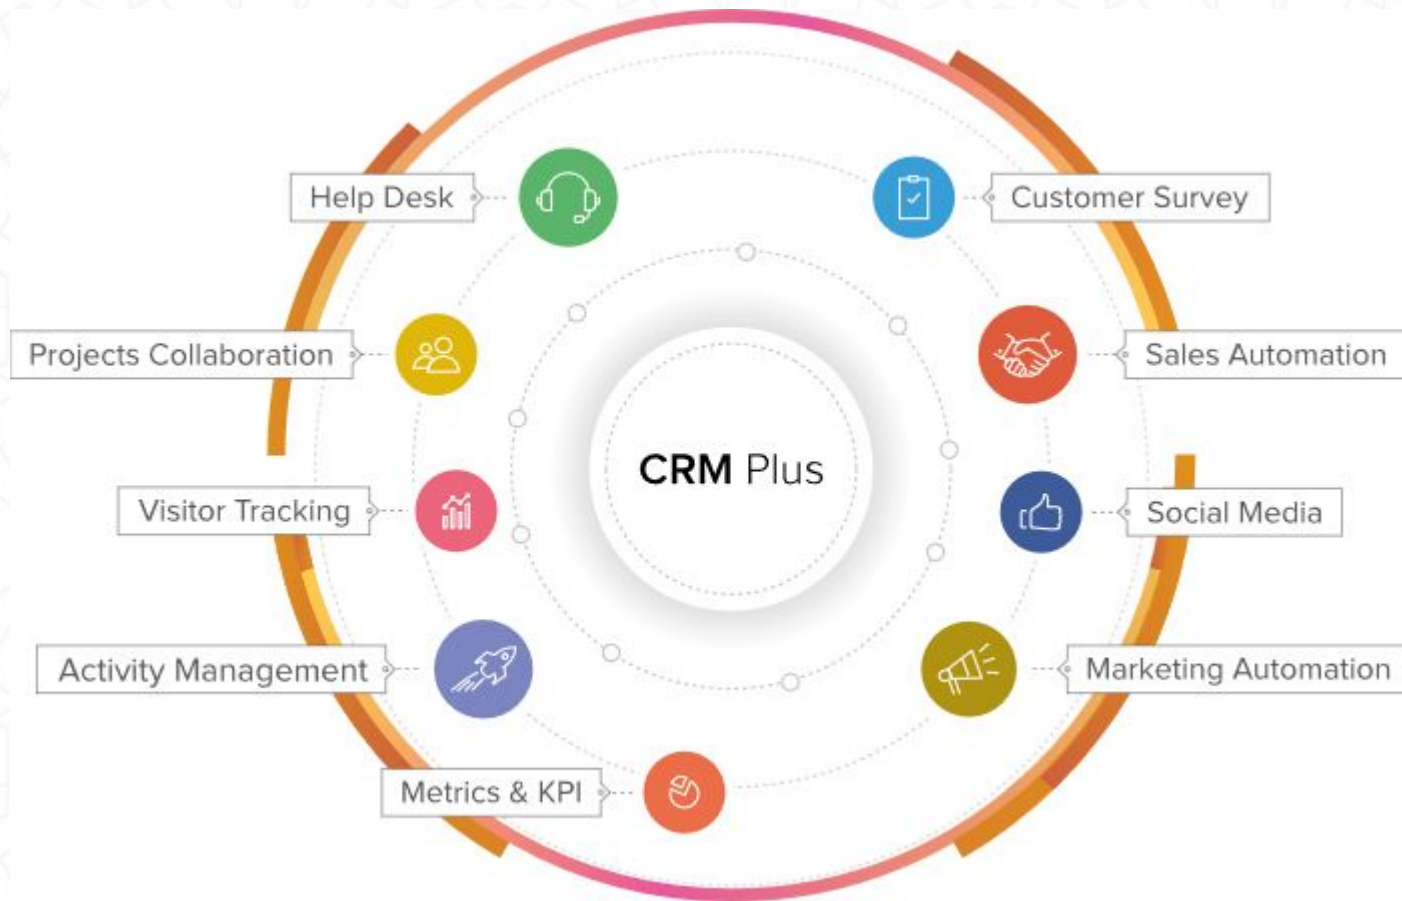 Help Desk
Customer Survey
Projects Collaboration
Sales Automation
CRM Plus
Visitor Tracking
Social Media
Activity Management
Marketing Automation
Metrics & KPI